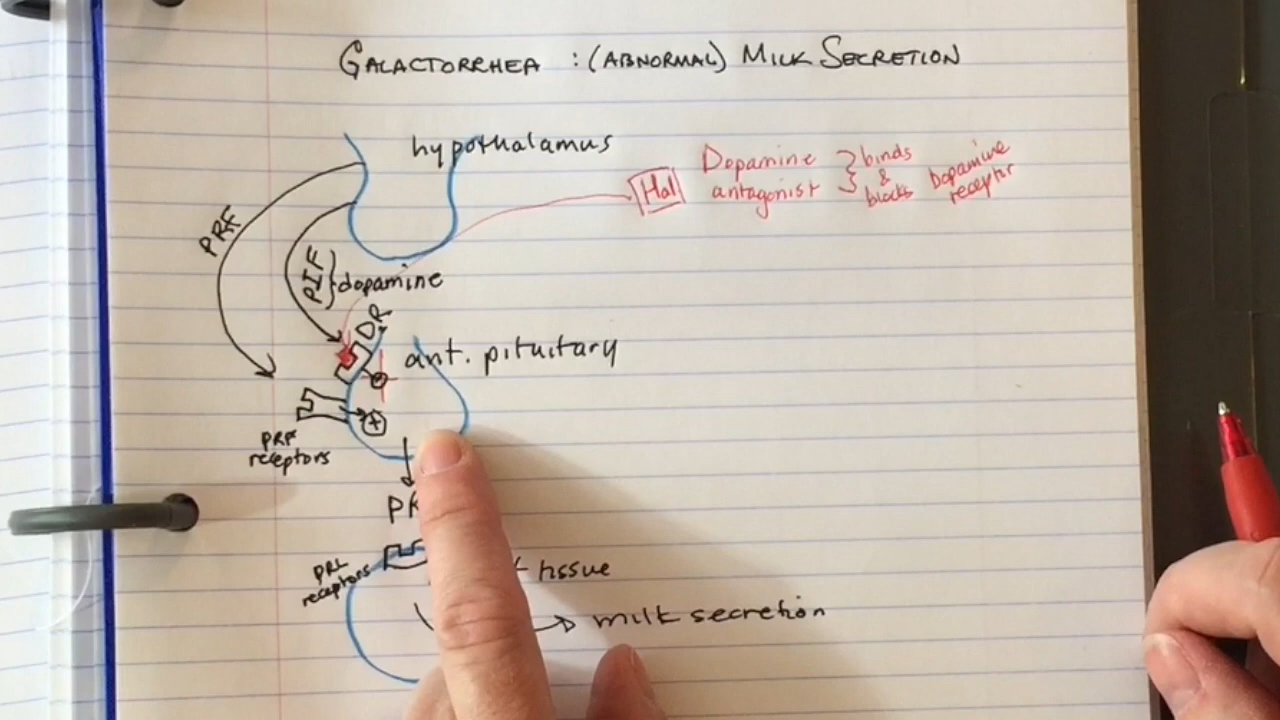 GALACTORRHEA : (ABNORMAL) MILK SECRETION
hypothalamus
Hal
Dopamine
antagonist
binds
&
blocks
Dopamine
receptor
PRF
PIF
dopamine
DR
ant. pituitary
PRF
receptors
PRL
receptors
tissue
milk secretion